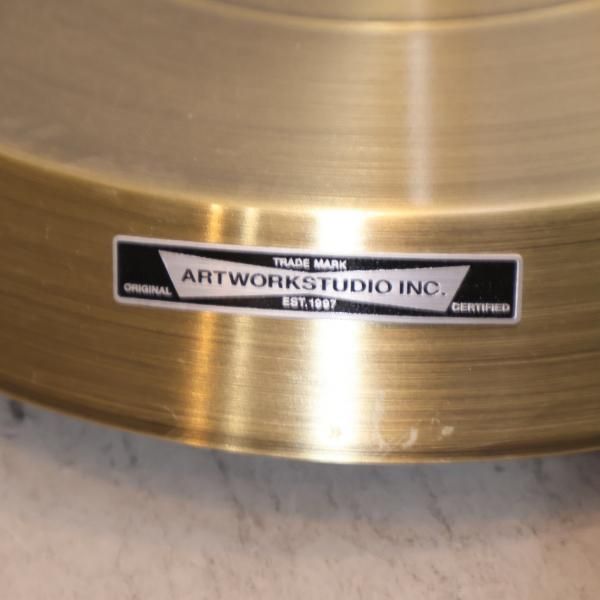 TRADE MARK
ARTWORKSTUDIO INC.
ORIGINAL
EST.1997
CERTIFIED